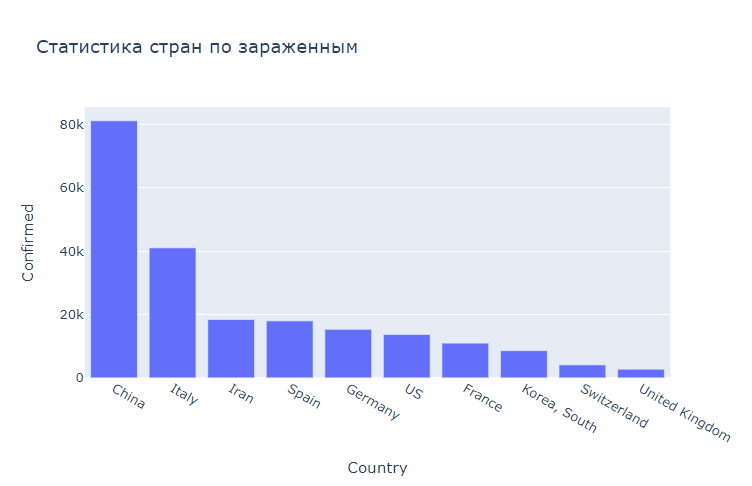 Статистика стран по зараженным
Confirmed
80k
60k
40k
20k
0
China
Italy
Iran
Spain
Germany
US
France
Korea, South
Switzerland
United Kingdom
Country